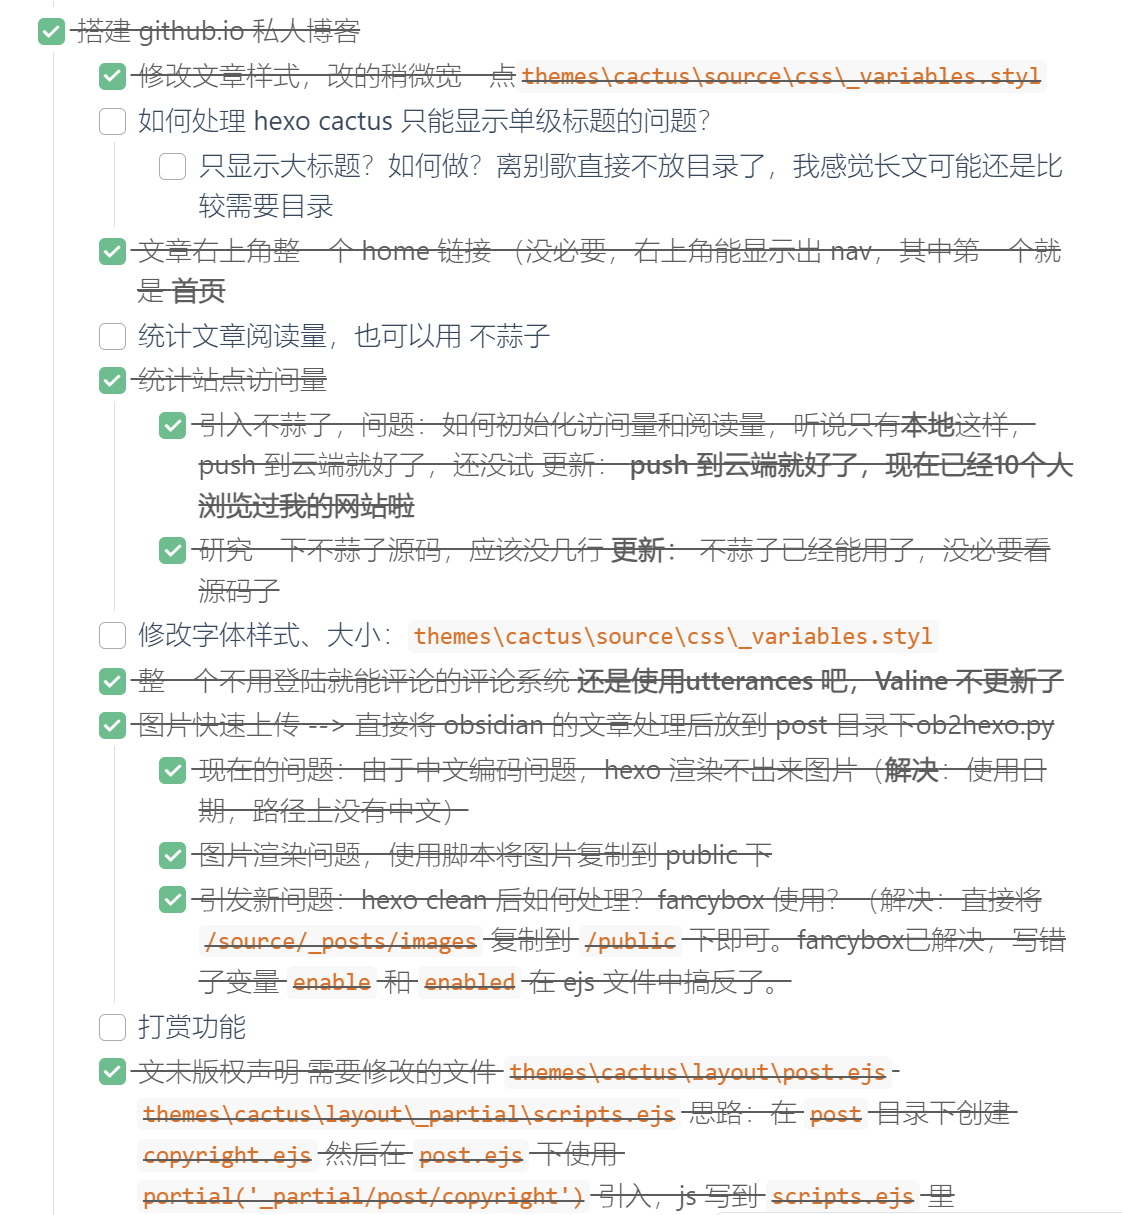 搭建 github.io 私人博客
修改文章样式，改的稍微宽一点 themes\cactus\source\css\_variables.styl
如何处理 hexo cactus 只能显示单级标题的问题？
只显示大标题？如何做？离别歌直接不放目录了，我感觉长文可能还是比
较需要目录
文章右上角整一个 home 链接 （没必要，右上角能显示出 nav，其中第一个就
是 首页
统计文章阅读量，也可以用 不蒜子
统计站点访问量
引入不蒜子，问题：如何初始化访问量和阅读量，听说只有本地这样，
push 到云端就好了，还没试 更新： push 到云端就好了，现在已经10个人
浏览过我的网站啦
研究一下不蒜子源码，应该没几行 更新： 不蒜子已经能用了，没必要看
源码了
修改字体样式、大小： themes\cactus\source\css\_variables.styl
整一个不用登陆就能评论的评论系统 还是使用utterances 吧，Valine 不更新了
图片快速上传 --> 直接将 obsidian 的文章处理后放到 post 目录下ob2hexo.py
现在的问题：由于中文编码问题，hexo 渲染不出来图片（解决：使用日
期，路径上没有中文）
图片渲染问题，使用脚本将图片复制到 public 下
引发新问题：hexo clean 后如何处理？fancybox 使用？（解决：直接将
/source/_posts/images 复制到 /public 下即可。fancybox已解决，写错
了变量 enable 和 enabled 在 ejs 文件中搞反了。
打赏功能
文末版权声明 需要修改的文件 themes\cactus\layout\post.ejs
themes\cactus\layout\_partial\scripts.ejs 思路：在 post 目录下创建
copyright.ejs 然后在 post.ejs 下使用
portial('_partial/post/copyright') 引入，js 写到 scripts.ejs 里